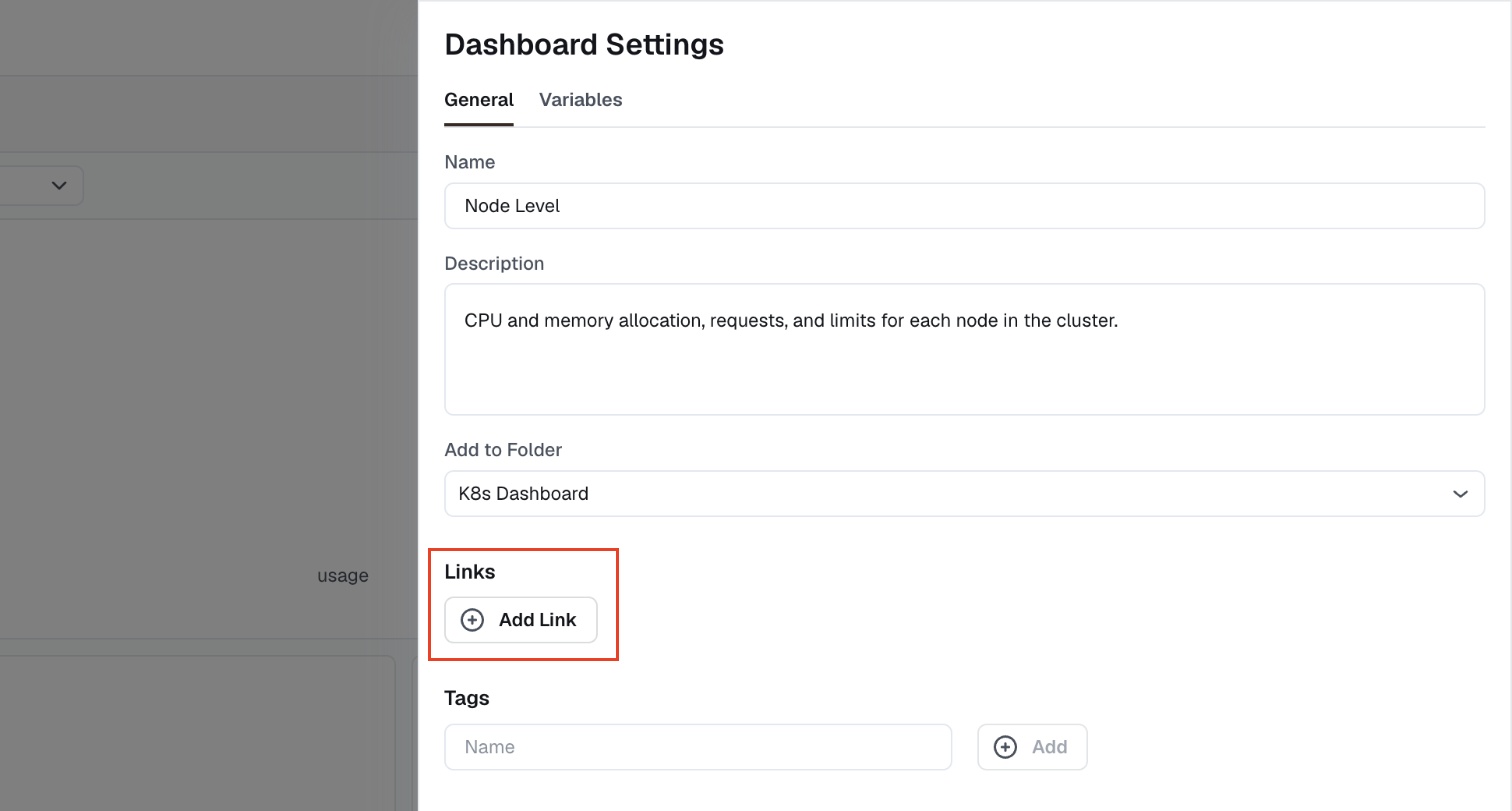 Dashboard Settings
General Variables
Name
Node Level
Description
CPU and memory allocation, requests, and limits for each node in the cluster.
Add to Folder
K8s Dashboard
usage
Links
Add Link
Tags
Name Add